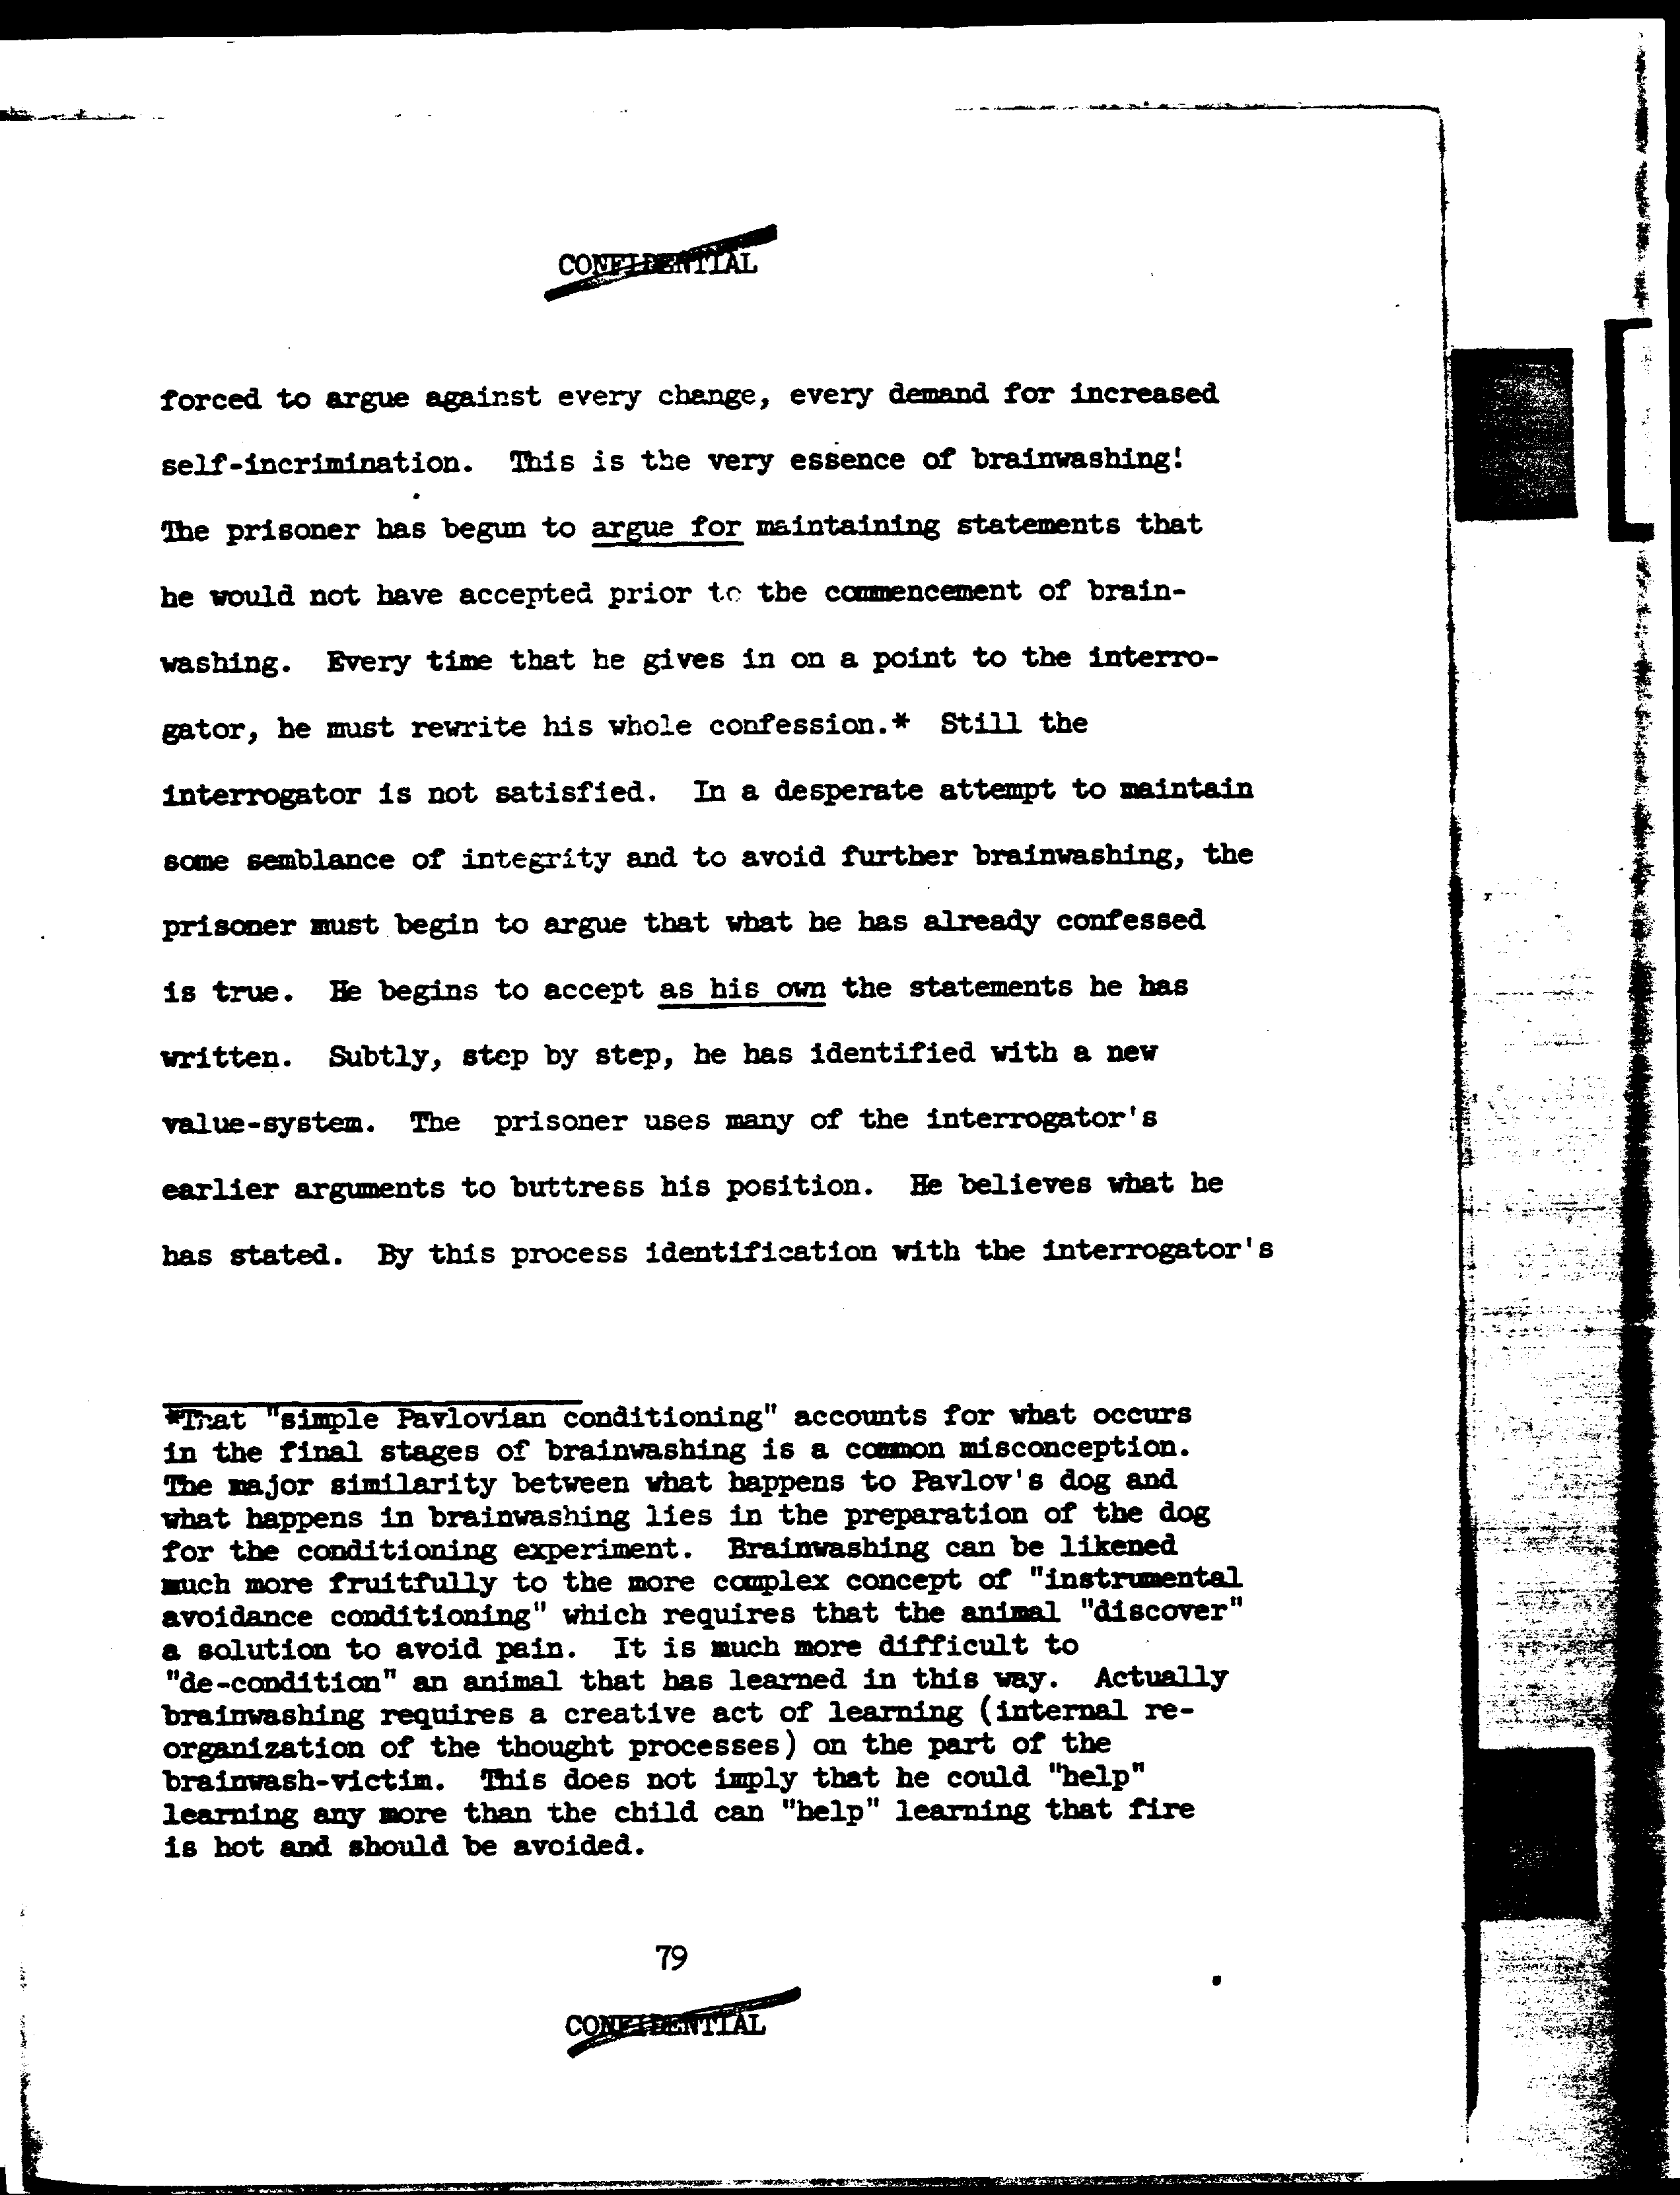 CONFIDENTIAL
forced to argue against every change, every demand for increased
self-incrimination.  This is the very essence of brainwashing!
The prisoner has begun to argue for maintaining statements that
he would not have accepted prior to the commencement of brain-
washing.  Every time that he gives in on a point to the interro-
gator, he must rewrite his whole confession.*  Still the
interrogator is not satisfied.  In a desperate attempt to maintain
some semblance of integrity and to avoid further brainwashing, the
prisoner must begin to argue that what he has already confessed
is true.  He begins to accept as his own the statements he has
written.  Subtly, step by step, he has identified with a new
value-system.  The  prisoner uses many of the interrogator's
earlier arguments to buttress his position.  He believes what he
has stated.  By this process identification with the interrogator's
*That "simple Pavlovian conditioning" accounts for what occurs
in the final stages of brainwashing is a common misconception.
The major similarity between what happens to Pavlov's dog and
what happens in brainwashing lies in the preparation of the dog
for the conditioning experiment.  Brainwashing can be likened
much more fruitfully to the more complex concept of "instrumental
avoidance conditioning" which requires that the animal "discover"
a solution to avoid pain.  It is much more difficult to
"de-condition" an animal that has learned in this way.  Actually
brainwashing requires a creative act of learning (internal re-
organization of the thought processes) on the part of the
brainwash-victim.  This does not imply that he could "help"
learning any more than the child can "help" learning that fire
is hot and should be avoided.
79
CONFIDENTIAL